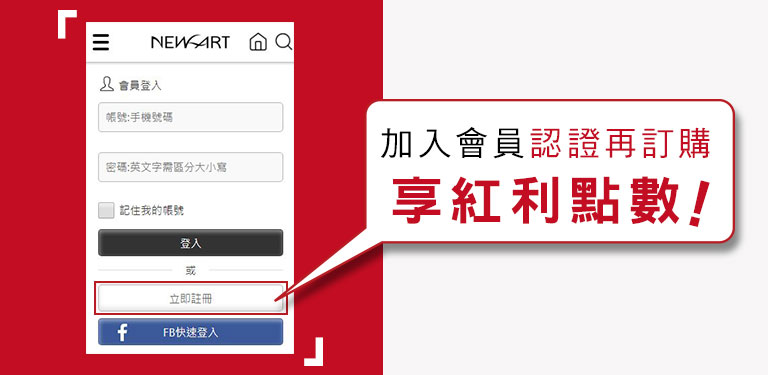 NEWART
會員登入
帳號:手機號碼
密碼:英文字需區分大小寫
記住我的帳號
登入
或
立即註冊
f FB快速登入
加入會員認證再訂購
享紅利點數!